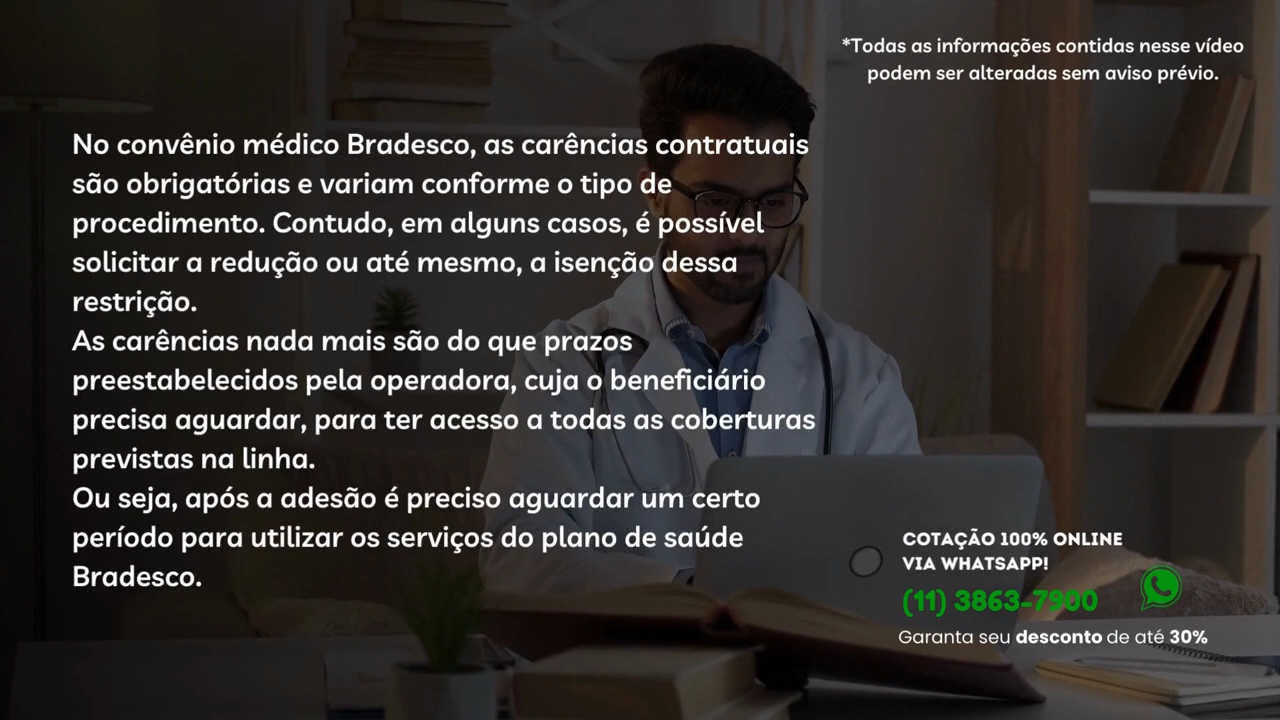 *Todas as informações contidas nesse vídeo
podem ser alteradas sem aviso prévio.
No convênio médico Bradesco, as carências contratuais
são obrigatórias e variam conforme o tipo de
procedimento. Contudo, em alguns casos, é possível
solicitar a redução ou até mesmo, a isenção dessa
restrição.
As carências nada mais são do que prazos
preestabelecidos pela operadora, cuja o beneficiário
precisa aguardar, para ter acesso a todas as coberturas
previstas na linha.
Ou seja, após a adesão é preciso aguardar um certo
período para utilizar os serviços do plano de saúde
Bradesco.
COTAÇÃO 100% ONLINE
VIA WHATSAPP!
(11) 3863-7900
Garanta seu desconto de até 30%